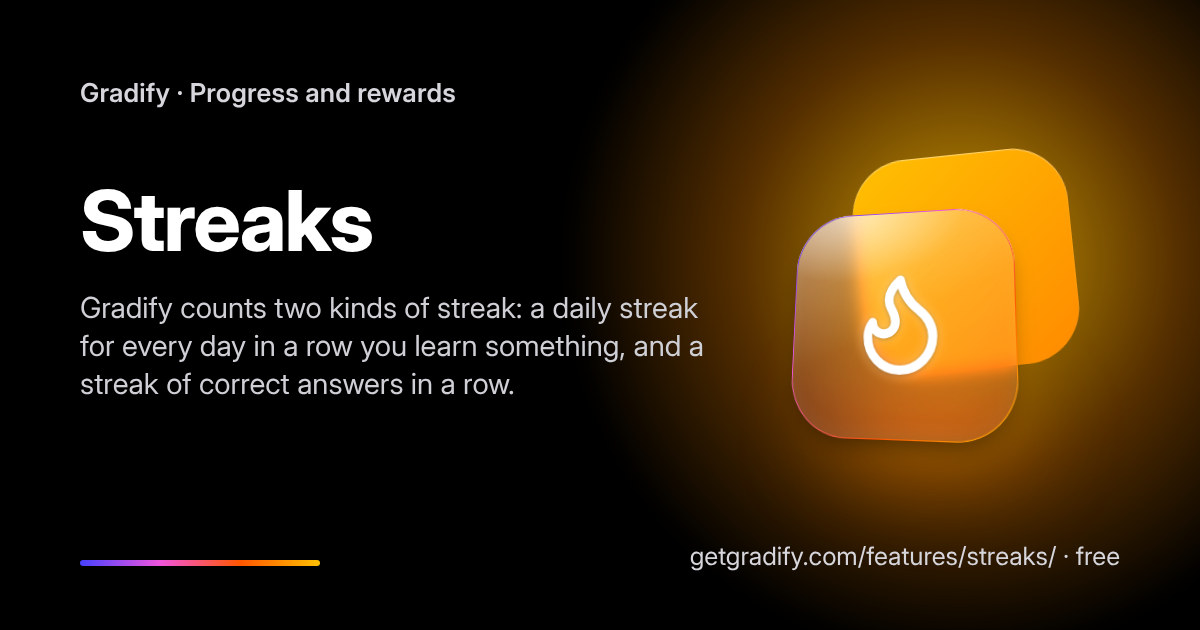 Gradify · Progress and rewards
Streaks
Gradify counts two kinds of streak: a daily streak
for every day in a row you learn something, and a
streak of correct answers in a row.
getgradify.com/features/streaks/ · free